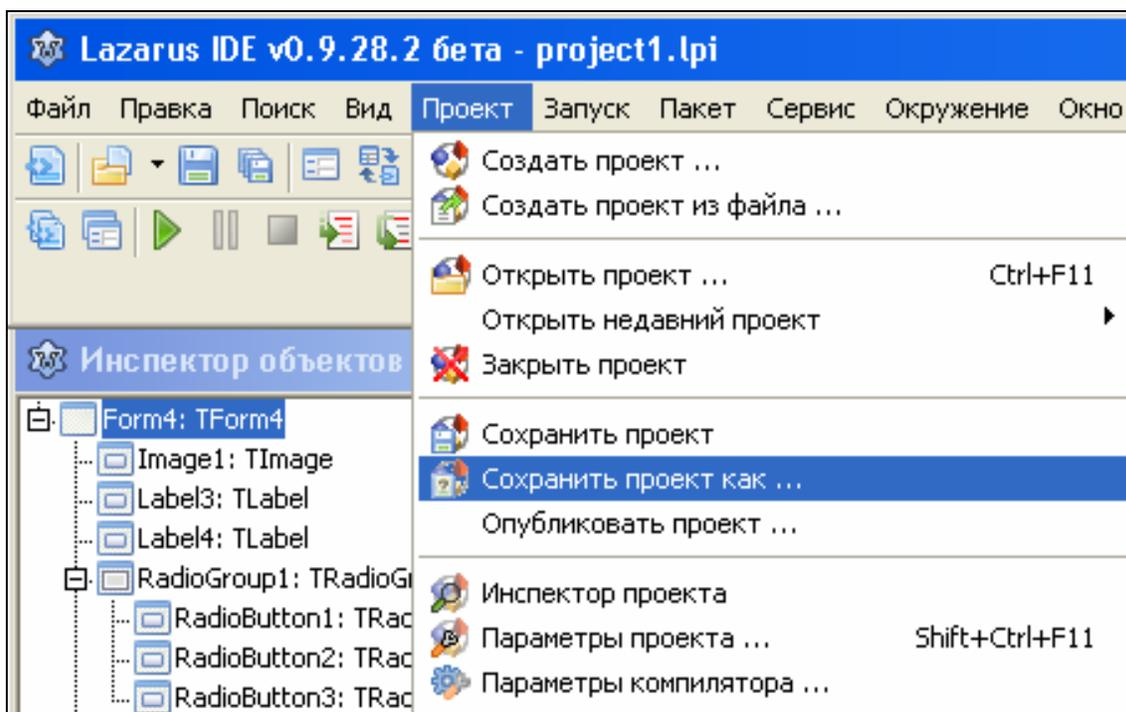 Lazarus IDE v0.9.28.2 бета - project1.lpi
Файл Правка Поиск Вид Проект Запуск Пакет Сервис Окружение Окно
Создать проект ...
Создать проект из файла ...
Открыть проект ... Ctrl+F11
Открыть недавний проект
Закрыть проект
Сохранить проект
Сохранить проект как ...
Опубликовать проект ...
Инспектор проекта
Параметры проекта ... Shift+Ctrl+F11
Параметры компилятора ...
Инспектор объектов
Form4: TForm4
Image1: TImage
Label3: TLabel
Label4: TLabel
RadioGroup1: TRadioG
RadioButton1: TRad
RadioButton2: TRad
RadioButton3: TRad